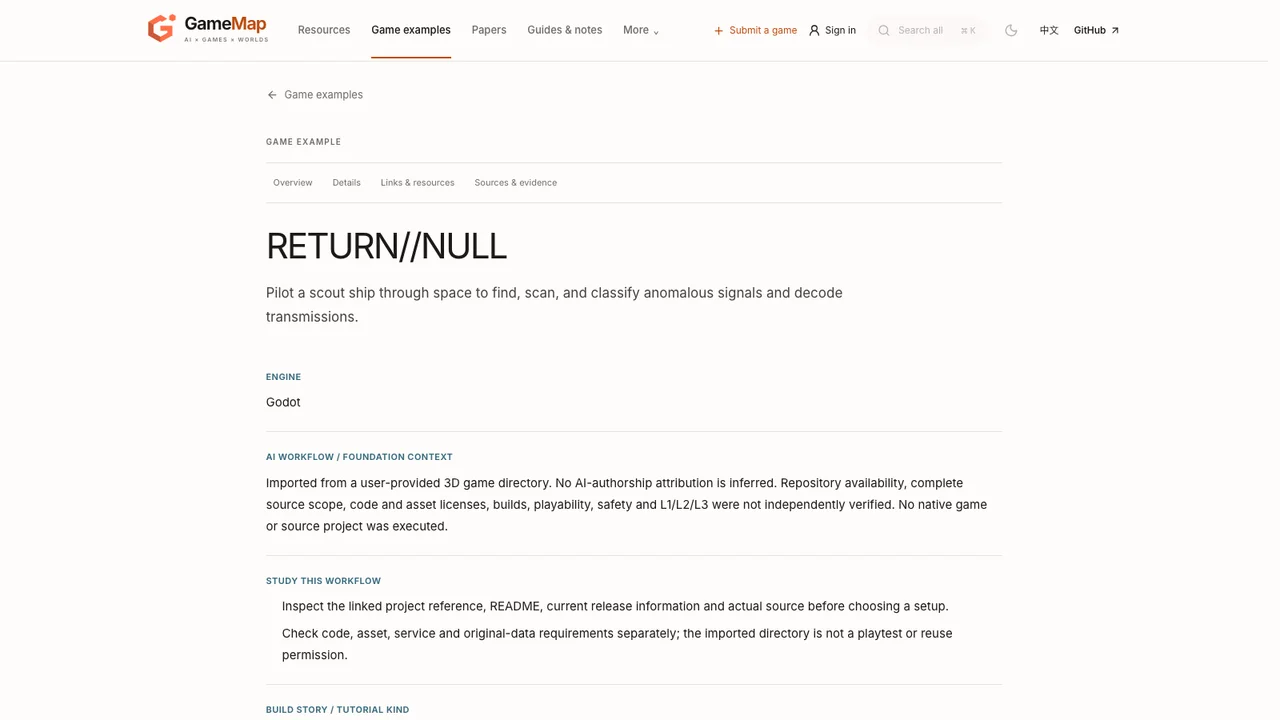 GameMap
AI × GAMES × WORLDS
Resources
Game examples
Papers
Guides & notes
More
+ Submit a game
Sign in
Search all
⌘ K
中文
GitHub ↗
← Game examples
GAME EXAMPLE
Overview
Details
Links & resources
Sources & evidence
RETURN//NULL
Pilot a scout ship through space to find, scan, and classify anomalous signals and decode
transmissions.
ENGINE
Godot
AI WORKFLOW / FOUNDATION CONTEXT
Imported from a user-provided 3D game directory. No AI-authorship attribution is inferred. Repository availability, complete
source scope, code and asset licenses, builds, playability, safety and L1/L2/L3 were not independently verified. No native game
or source project was executed.
STUDY THIS WORKFLOW
Inspect the linked project reference, README, current release information and actual source before choosing a setup.
Check code, asset, service and original-data requirements separately; the imported directory is not a playtest or reuse
permission.
BUILD STORY / TUTORIAL KIND